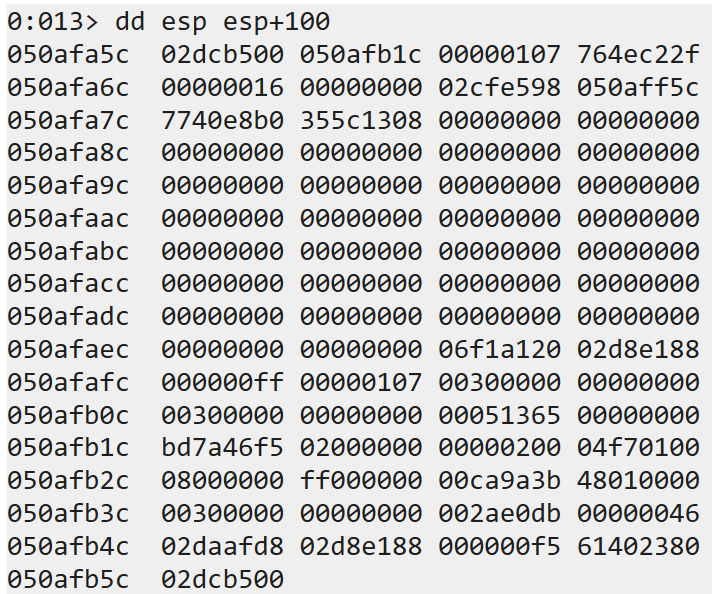 0:013> dd esp esp+100
050afa5c  02dcb500 050afb1c 00000107 764ec22f
050afa6c  00000016 00000000 02cfe598 050aff5c
050afa7c  7740e8b0 355c1308 00000000 00000000
050afa8c  00000000 00000000 00000000 00000000
050afa9c  00000000 00000000 00000000 00000000
050afaac  00000000 00000000 00000000 00000000
050afabc  00000000 00000000 00000000 00000000
050afacc  00000000 00000000 00000000 00000000
050afadc  00000000 00000000 00000000 00000000
050afaec  00000000 00000000 06f1a120 02d8e188
050afafc  000000ff 00000107 00300000 00000000
050afb0c  00300000 00000000 00051365 00000000
050afb1c  bd7a46f5 02000000 00000200 04f70100
050afb2c  08000000 ff000000 00ca9a3b 48010000
050afb3c  00300000 00000000 002ae0db 00000046
050afb4c  02daafd8 02d8e188 000000f5 61402380
050afb5c  02dcb500